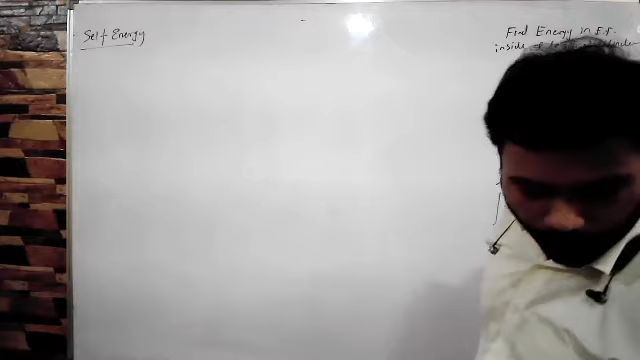 Self Energy
Find Energy in E.F.
inside of